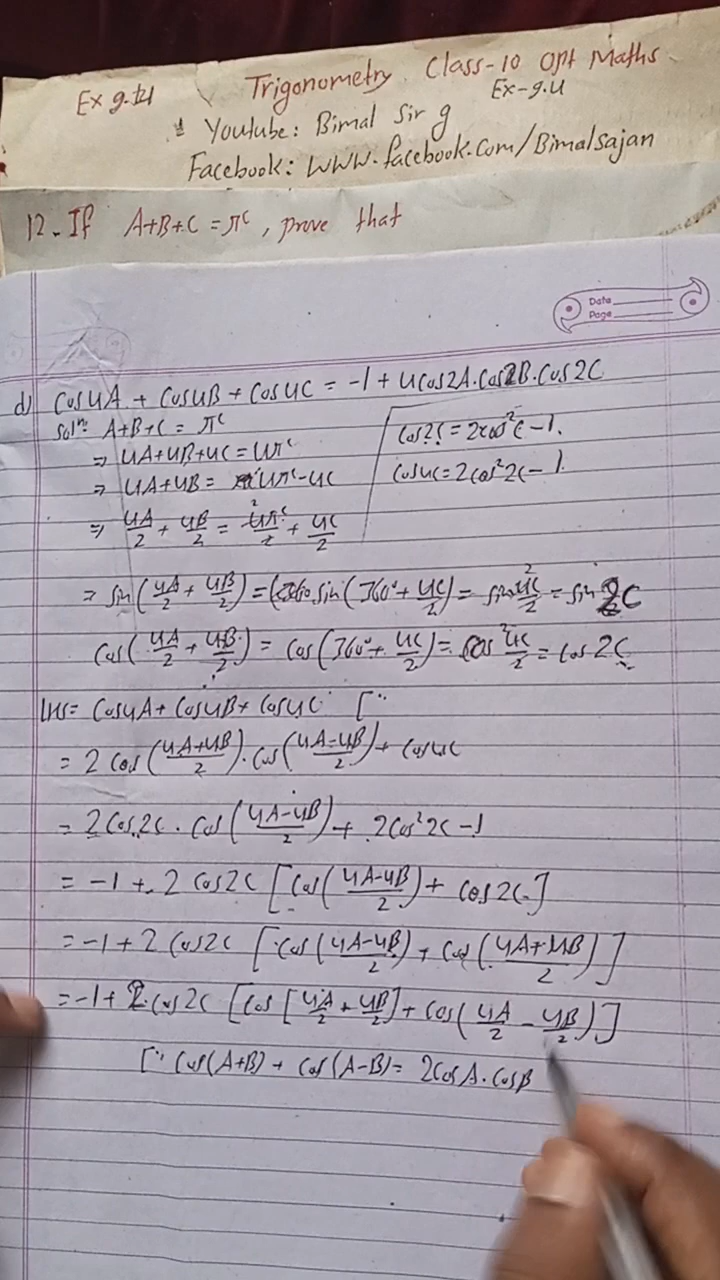 Ex 9.4 Trigonometry. Class-10 Opt Maths
Ex-9.4
Youtube: Bimal Sir g
Facebook: www.facebook.com/Bimalsajan
12. If A+B+C = πᶜ, prove that
Date
Page
d) Cos4A + Cos4B + Cos4C = -1 + 4Cos2A.Cos2B.Cos2C
Solⁿ: A+B+C = πᶜ
⇒ 4A+4B+4C = 4πᶜ
⇒ 4A+4B = 4πᶜ-4C
⇒ 4A/2 + 4B/2 = 4πᶜ/2 + 4C/2
Cos2C = 2cos²C-1.
Cos4C = 2Cos²2C-1.
⇒ Sin(4A/2 + 4B/2) = Sin(360°+ 4C/2) = Sin 4C/2 = Sin 2C
Cos(4A/2 + 4B/2) = Cos(360°+ 4C/2) = Cos 4C/2 = Cos 2C
LHS = Cos4A + Cos4B + Cos4C [∵
= 2 Cos(4A+4B/2).Cos(4A-4B/2) + Cos4C
= 2Cos2C . Cos(4A-4B/2) + 2Cos²2C -1
= -1 + 2 Cos2C [Cos(4A-4B/2) + Cos2C.]
= -1 + 2 Cos2C [Cos(4A-4B/2) + Cos(4A+4B/2)]
= -1 + 2.Cos2C [Cos[4A/2 + 4B/2] + Cos(4A/2 - 4B/2)]
[∵ Cos(A+B) + Cos(A-B) = 2CosA.CosB